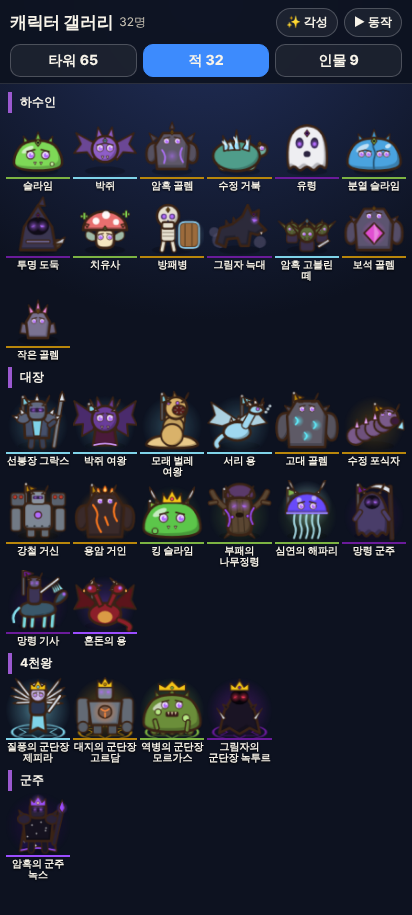 캐릭터 갤러리 32명
✨ 각성
▶ 동작
타워 65
적 32
인물 9
하수인
슬라임
박쥐
암흑 골렘
수정 거북
유령
분열 슬라임
투명 도둑
치유사
방패병
그림자 늑대
암흑 고블린
떼
보석 골렘
작은 골렘
대장
선봉장 그락스
박쥐 여왕
모래 벌레
여왕
서리 용
고대 골렘
수정 포식자
강철 거신
용암 거인
킹 슬라임
부패의
나무정령
심연의 해파리
망령 군주
망령 기사
혼돈의 용
4천왕
질풍의 군단장
제피라
대지의 군단장
고르담
역병의 군단장
모르가스
그림자의
군단장 녹투르
군주
암흑의 군주
녹스